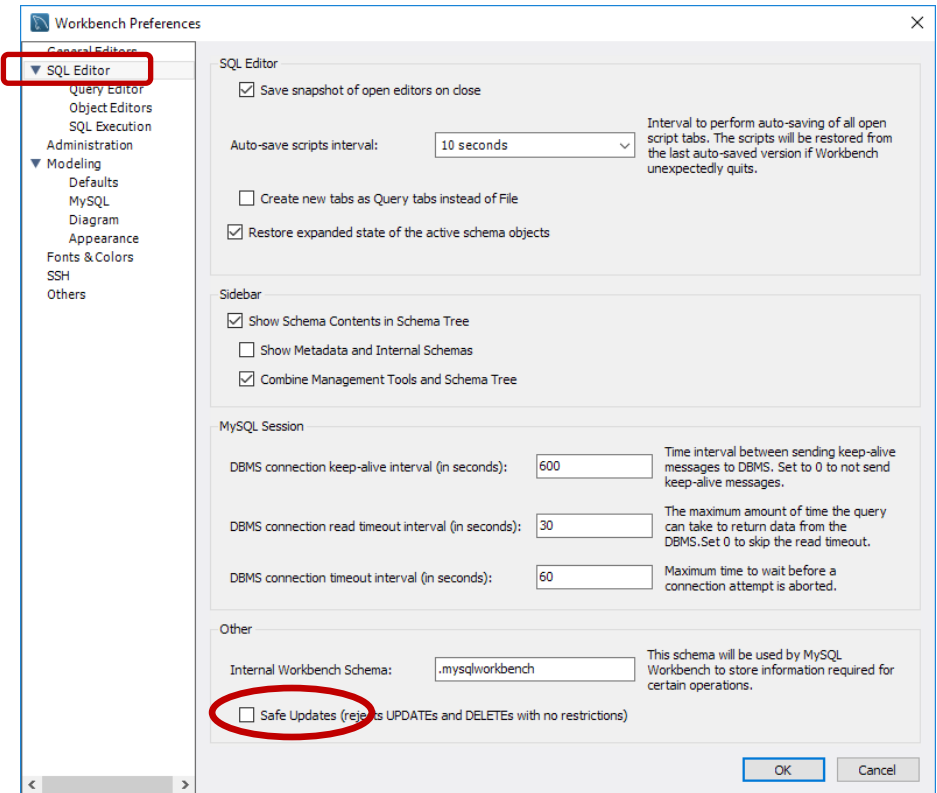 Workbench Preferences
General Editors
SQL Editor
Query Editor
Object Editors
SQL Execution
Administration
Modeling
Defaults
MySQL
Diagram
Appearance
Fonts & Colors
SSH
Others
SQL Editor
Save snapshot of open editors on close
Auto-save scripts interval:
10 seconds
Interval to perform auto-saving of all open
script tabs. The scripts will be restored from
the last auto-saved version if Workbench
unexpectedly quits.
Create new tabs as Query tabs instead of File
Restore expanded state of the active schema objects
Sidebar
Show Schema Contents in Schema Tree
Show Metadata and Internal Schemas
Combine Management Tools and Schema Tree
MySQL Session
DBMS connection keep-alive interval (in seconds):
600
Time interval between sending keep-alive
messages to DBMS. Set to 0 to not send
keep-alive messages.
DBMS connection read timeout interval (in seconds):
30
The maximum amount of time the query
can take to return data from the
DBMS.Set 0 to skip the read timeout.
DBMS connection timeout interval (in seconds):
60
Maximum time to wait before a
connection attempt is aborted.
Other
Internal Workbench Schema:
.mysqlworkbench
This schema will be used by MySQL
Workbench to store information required for
certain operations.
Safe Updates (rejects UPDATEs and DELETEs with no restrictions)
OK
Cancel